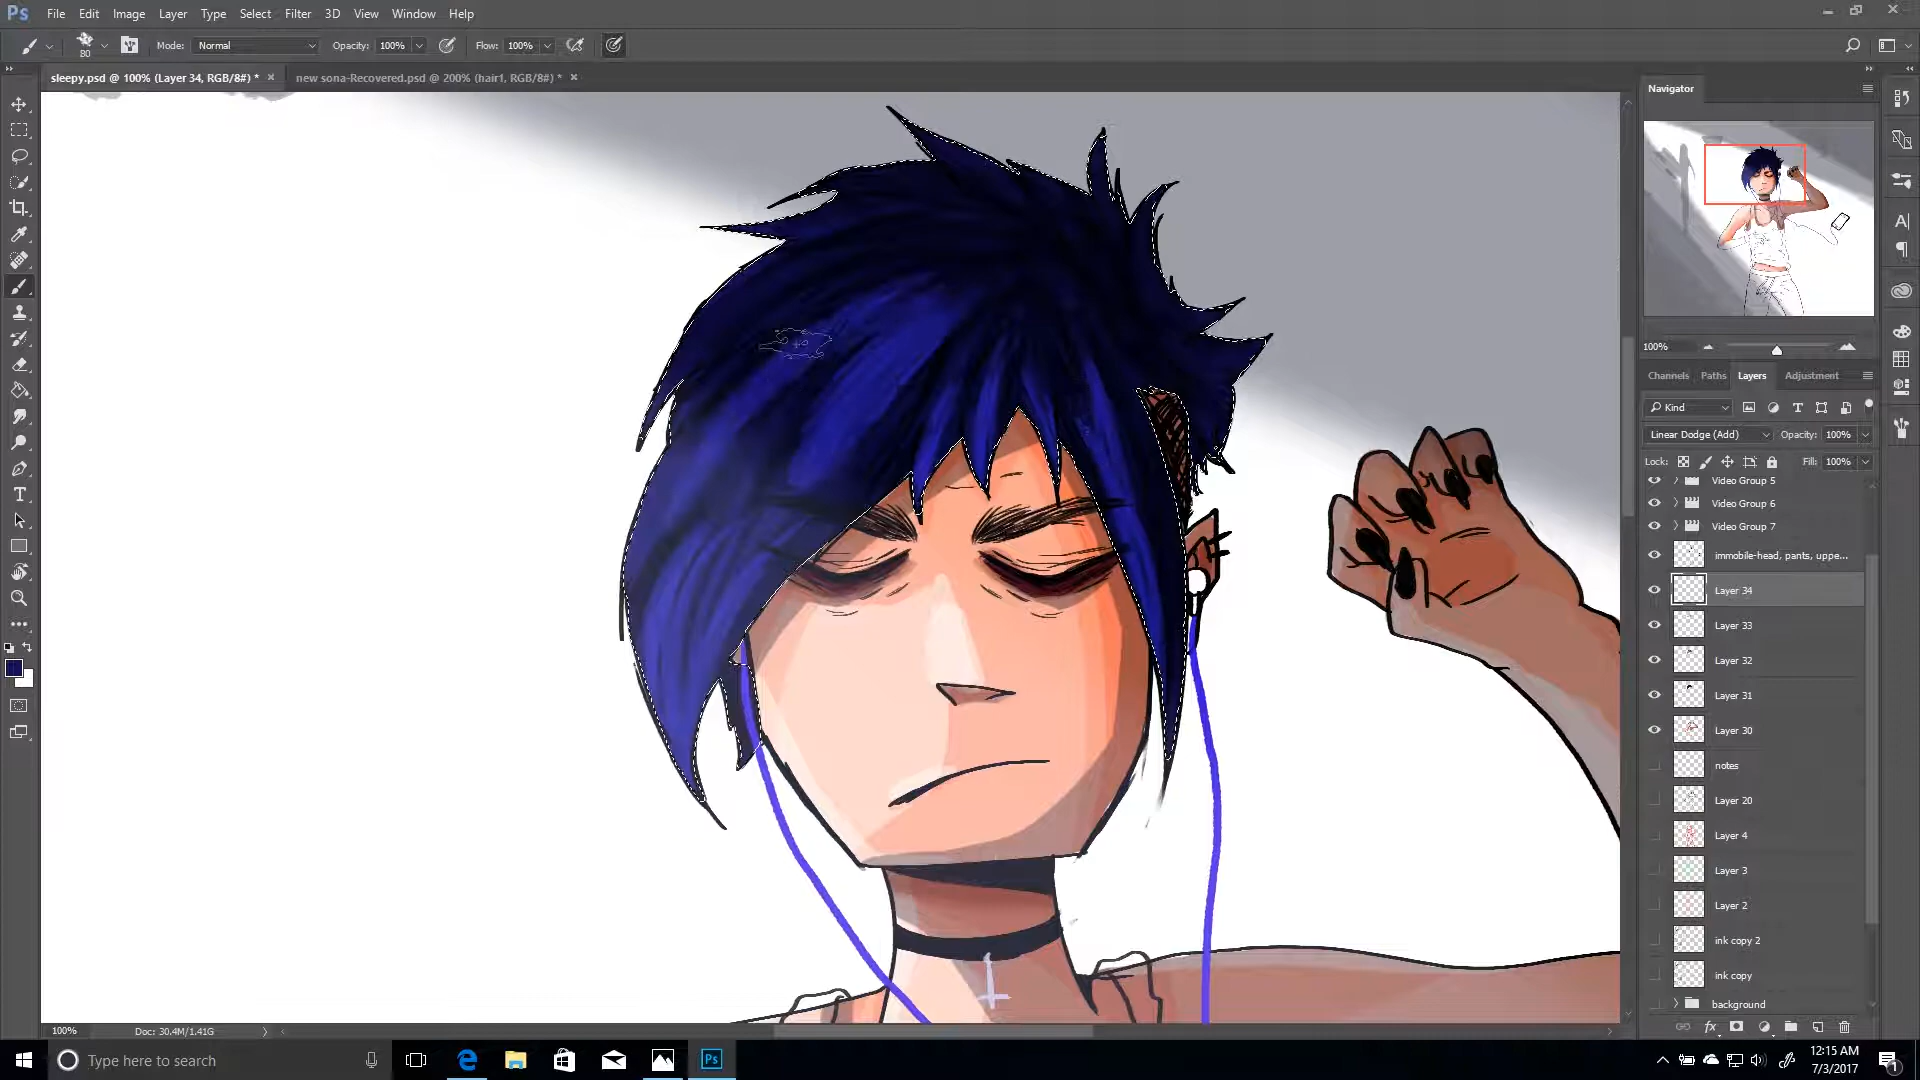 Ps File Edit Image Layer Type Select Filter 3D View Window Help
80 Mode: Normal Opacity: 100% Flow: 100%
sleepy.psd @ 100% (Layer 34, RGB/8#) * new sona-Recovered.psd @ 200% (hair1, RGB/8#) *
Navigator
100%
Channels Paths Layers Adjustment
Kind
Linear Dodge (Add) Opacity: 100%
Lock: Fill: 100%
Video Group 5
Video Group 6
Video Group 7
immobile-head, pants, uppe...
Layer 34
Layer 33
Layer 32
Layer 31
Layer 30
notes
Layer 20
Layer 4
Layer 3
Layer 2
ink copy 2
ink copy
background
100% Doc: 30.4M/1.41G
Type here to search
Ps
12:15 AM
7/3/2017
1